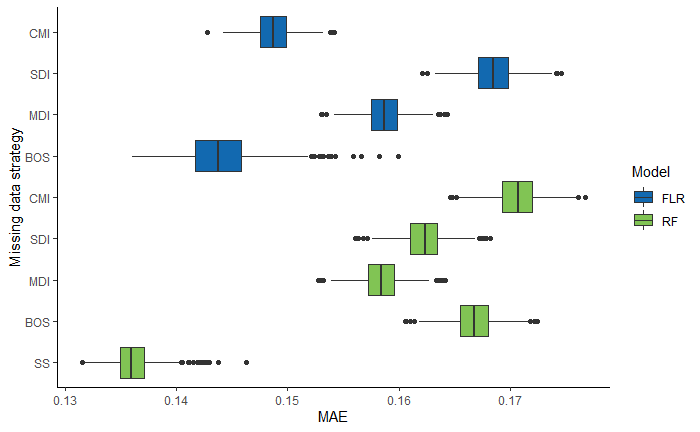 Missing data strategy
CMI
SDI
MDI
BOS
CMI
SDI
MDI
BOS
SS
0.13 0.14 0.15 0.16 0.17
MAE
Model
FLR
RF